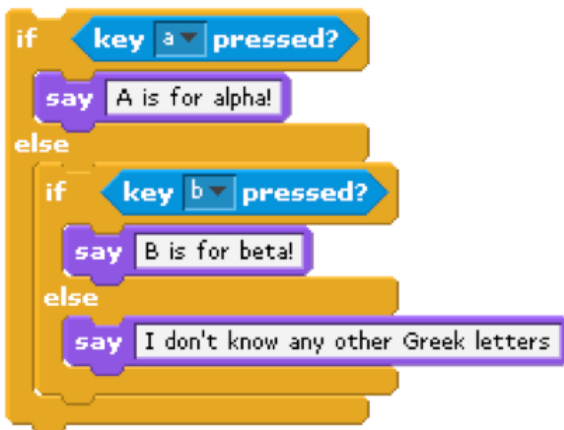 if key a pressed?
say A is for alpha!
else
if key b pressed?
say B is for beta!
else
say I don't know any other Greek letters